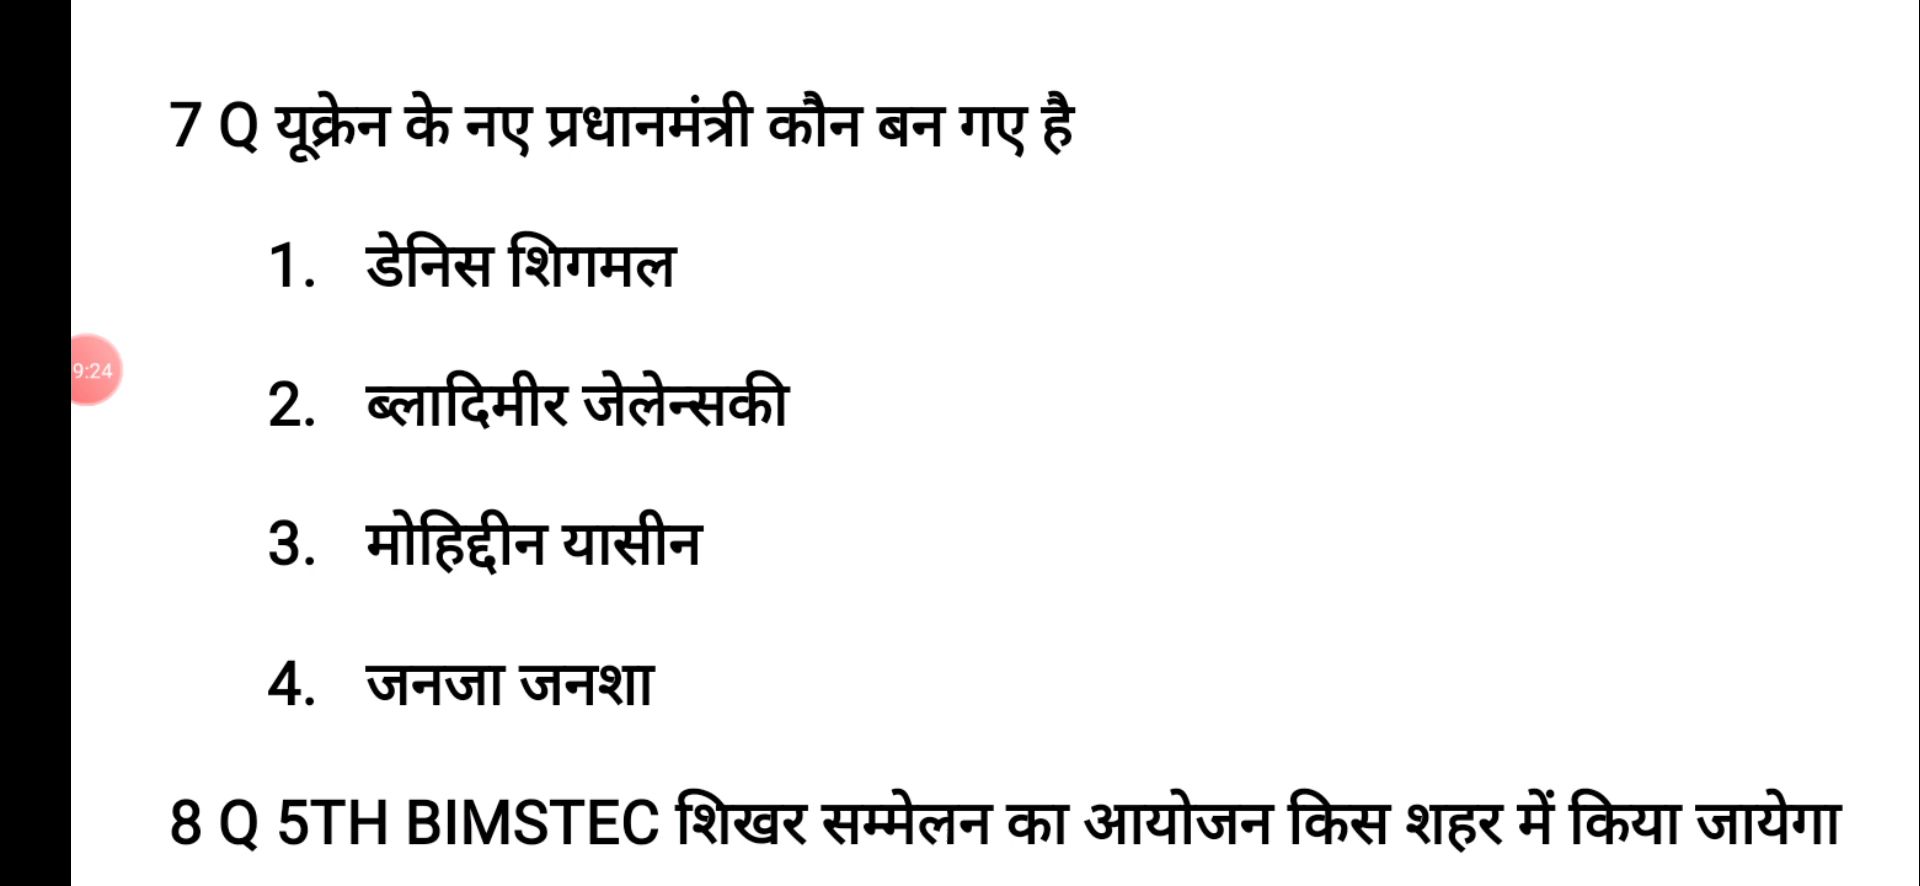 7 Q यूक्रेन के नए प्रधानमंत्री कौन बन गए है
1. डेनिस शिगमल
9:24
2. ब्लादिमीर जेलेन्सकी
3. मोहिद्दीन यासीन
4. जनजा जनशा
8 Q 5TH BIMSTEC शिखर सम्मेलन का आयोजन किस शहर में किया जायेगा